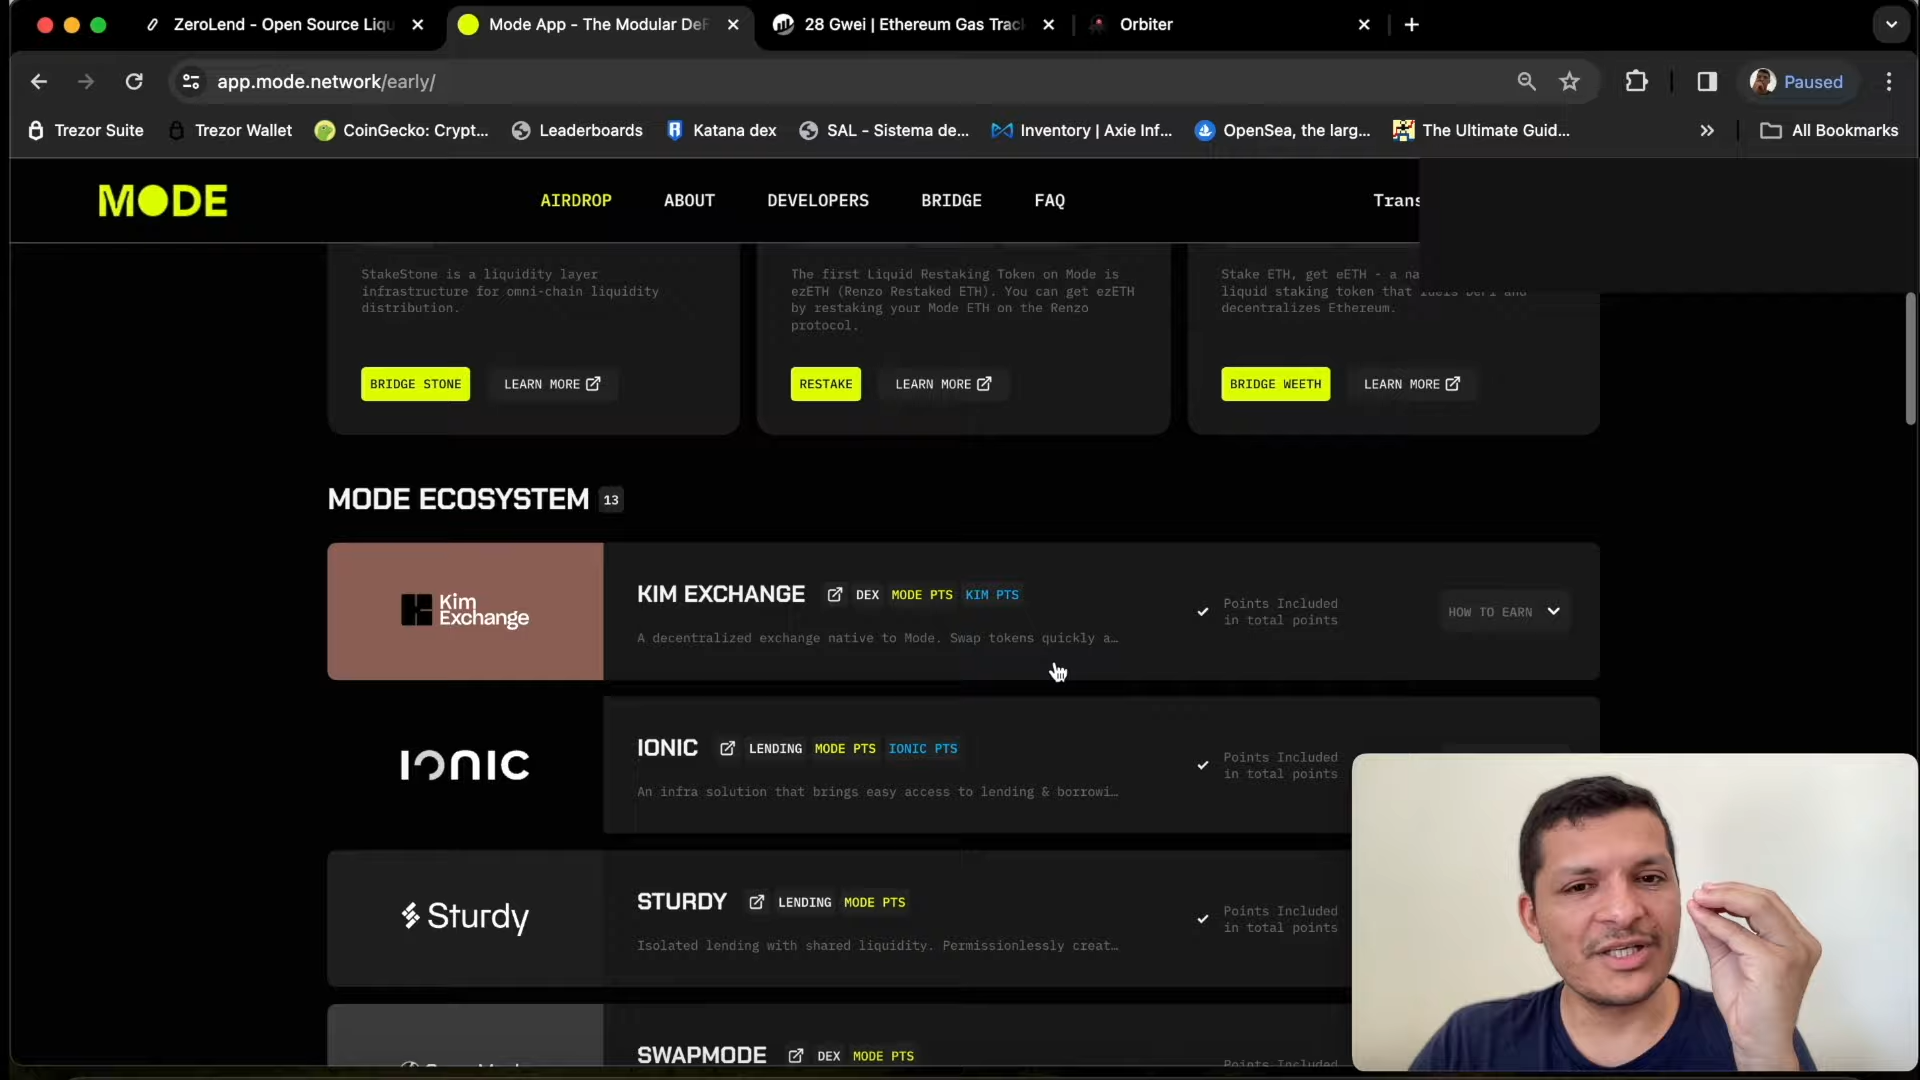 ZeroLend - Open Source Liqu
Mode App - The Modular DeF
28 Gwei | Ethereum Gas Track
Orbiter
app.mode.network/early/
Paused
Trezor Suite
Trezor Wallet
CoinGecko: Crypt...
Leaderboards
Katana dex
SAL - Sistema de...
Inventory | Axie Inf...
OpenSea, the larg...
The Ultimate Guid...
All Bookmarks
MODE
AIRDROP
ABOUT
DEVELOPERS
BRIDGE
FAQ
Trans
StakeStone is a liquidity layer
infrastructure for omni-chain liquidity
distribution.
BRIDGE STONE
LEARN MORE
The first Liquid Restaking Token on Mode is
ezETH (Renzo Restaked ETH). You can get ezETH
by restaking your Mode ETH on the Renzo
protocol.
RESTAKE
LEARN MORE
Stake ETH, get eETH - a na
liquid staking token that fuels DeFi and
decentralizes Ethereum.
BRIDGE WEETH
LEARN MORE
MODE ECOSYSTEM 13
Kim
Exchange
KIM EXCHANGE DEX MODE PTS KIM PTS
A decentralized exchange native to Mode. Swap tokens quickly a…
Points Included
in total points
HOW TO EARN
IONIC
IONIC LENDING MODE PTS IONIC PTS
An infra solution that brings easy access to lending & borrowi…
Points Included
in total points
Sturdy
STURDY LENDING MODE PTS
Isolated lending with shared liquidity. Permissionlessly creat…
Points Included
in total points
SWAPMODE DEX MODE PTS
Points Included